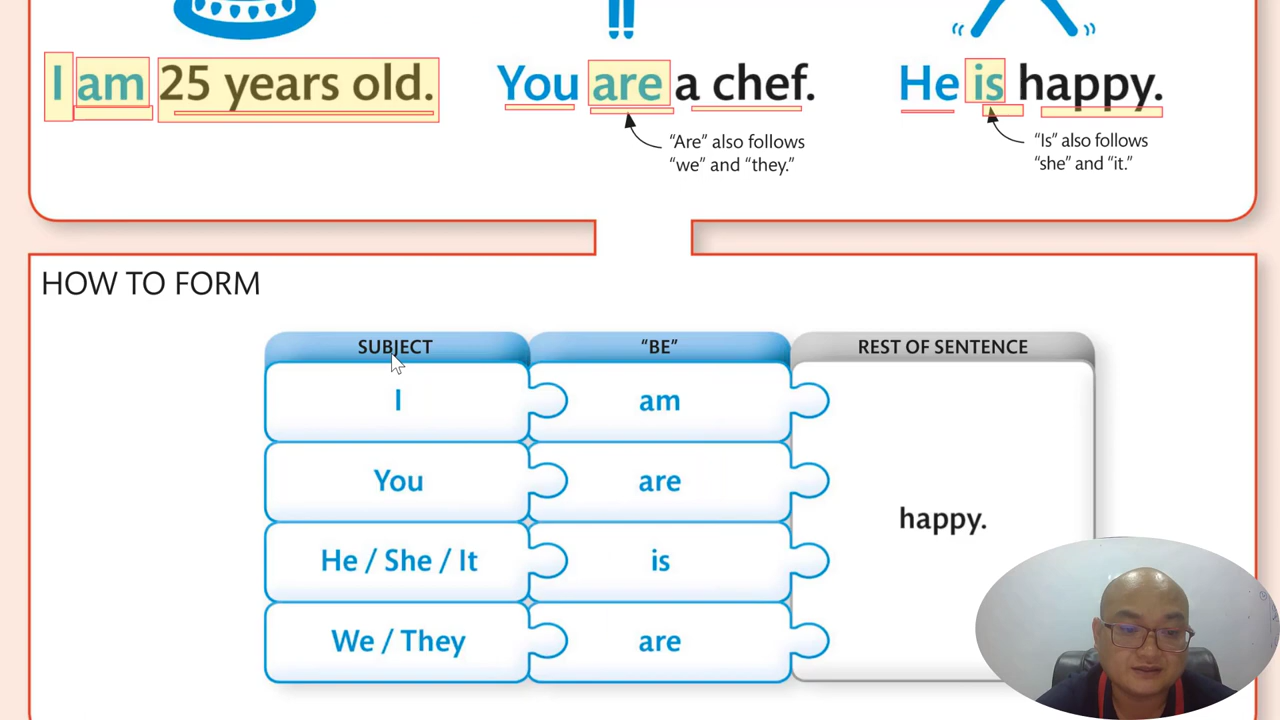 I am 25 years old.
You are a chef.
He is happy.
“Are” also follows
“we” and “they.”
“Is” also follows
“she” and “it.”
HOW TO FORM
SUBJECT
“BE”
REST OF SENTENCE
I
am
You
are
He / She / It
is
We / They
are
happy.